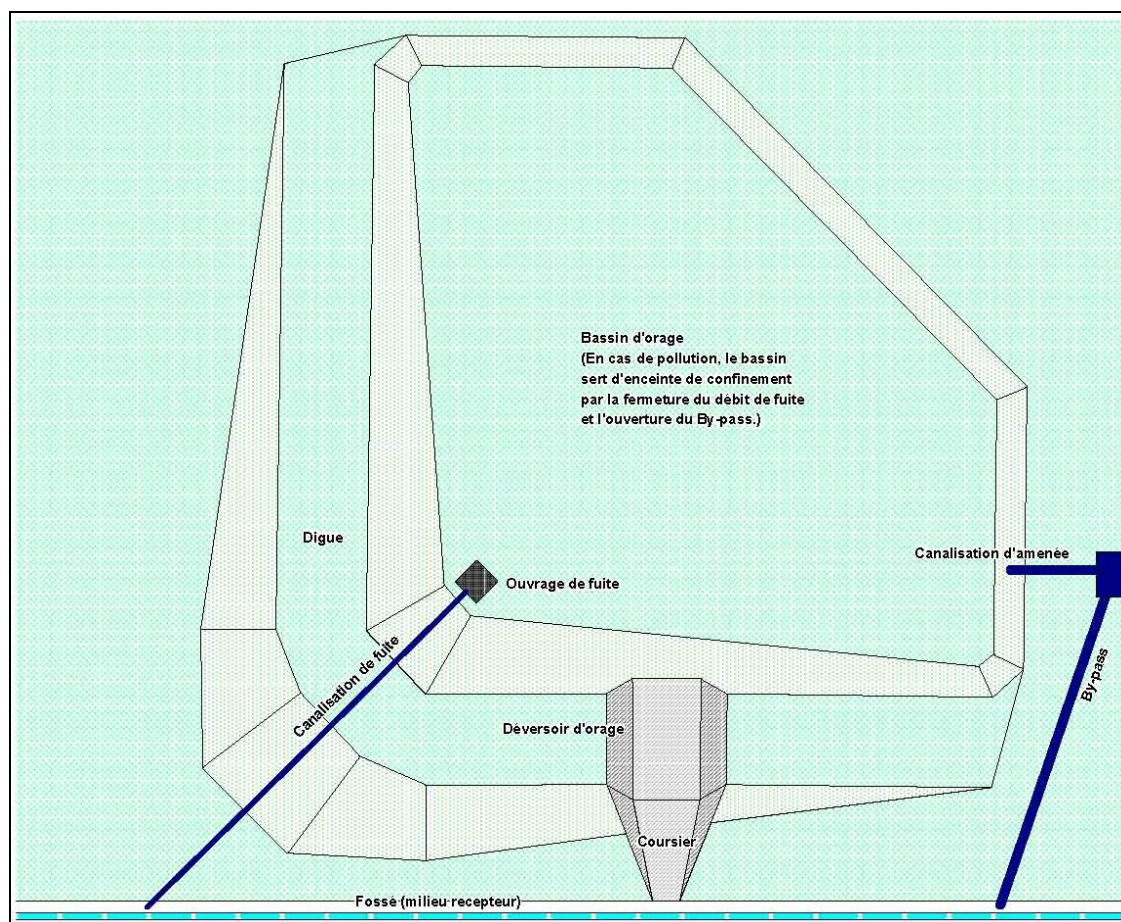 Bassin d'orage
(En cas de pollution, le bassin
sert d'enceinte de confinement
par la fermeture du débit de fuite
et l'ouverture du By-pass.)
Digue
Canalisation d'amenée
Ouvrage de fuite
Canalisation de fuite
By-pass
Déversoir d'orage
Coursier
Fossé (milieu recepteur)